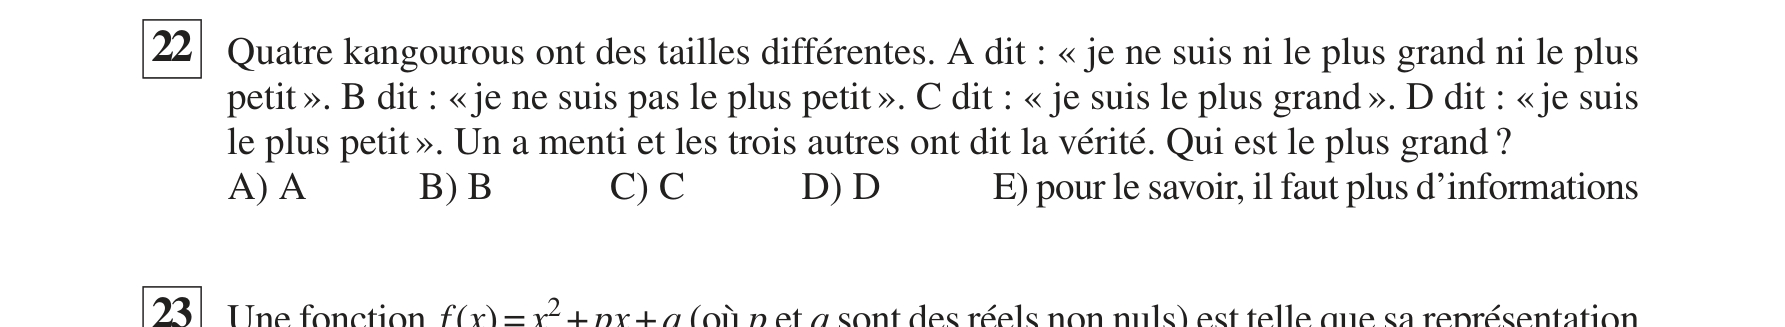 22 Quatre kangourous ont des tailles différentes. A dit : « je ne suis ni le plus grand ni le plus
petit ». B dit : « je ne suis pas le plus petit ». C dit : « je suis le plus grand ». D dit : « je suis
le plus petit ». Un a menti et les trois autres ont dit la vérité. Qui est le plus grand ?
A) A B) B C) C D) D E) pour le savoir, il faut plus d’informations
23 Une fonction f(x) = x² + px + q (où p et q sont des réels non nuls) est telle que sa représentation